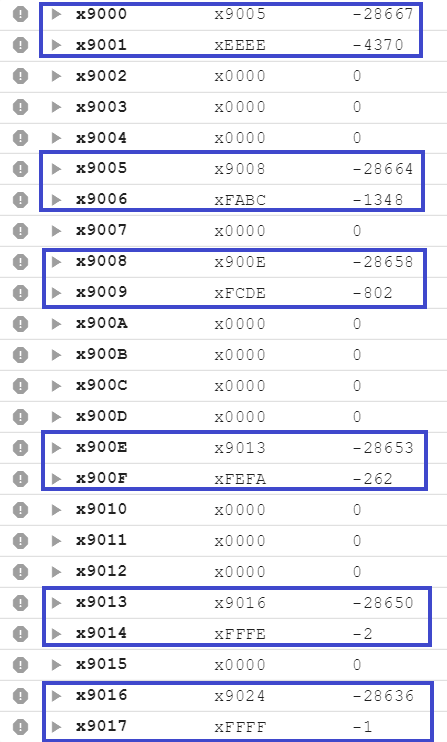 x9000 x9005 -28667
x9001 xEEEE -4370
x9002 x0000 0
x9003 x0000 0
x9004 x0000 0
x9005 x9008 -28664
x9006 xFABC -1348
x9007 x0000 0
x9008 x900E -28658
x9009 xFCDE -802
x900A x0000 0
x900B x0000 0
x900C x0000 0
x900D x0000 0
x900E x9013 -28653
x900F xFEFA -262
x9010 x0000 0
x9011 x0000 0
x9012 x0000 0
x9013 x9016 -28650
x9014 xFFFE -2
x9015 x0000 0
x9016 x9024 -28636
x9017 xFFFF -1